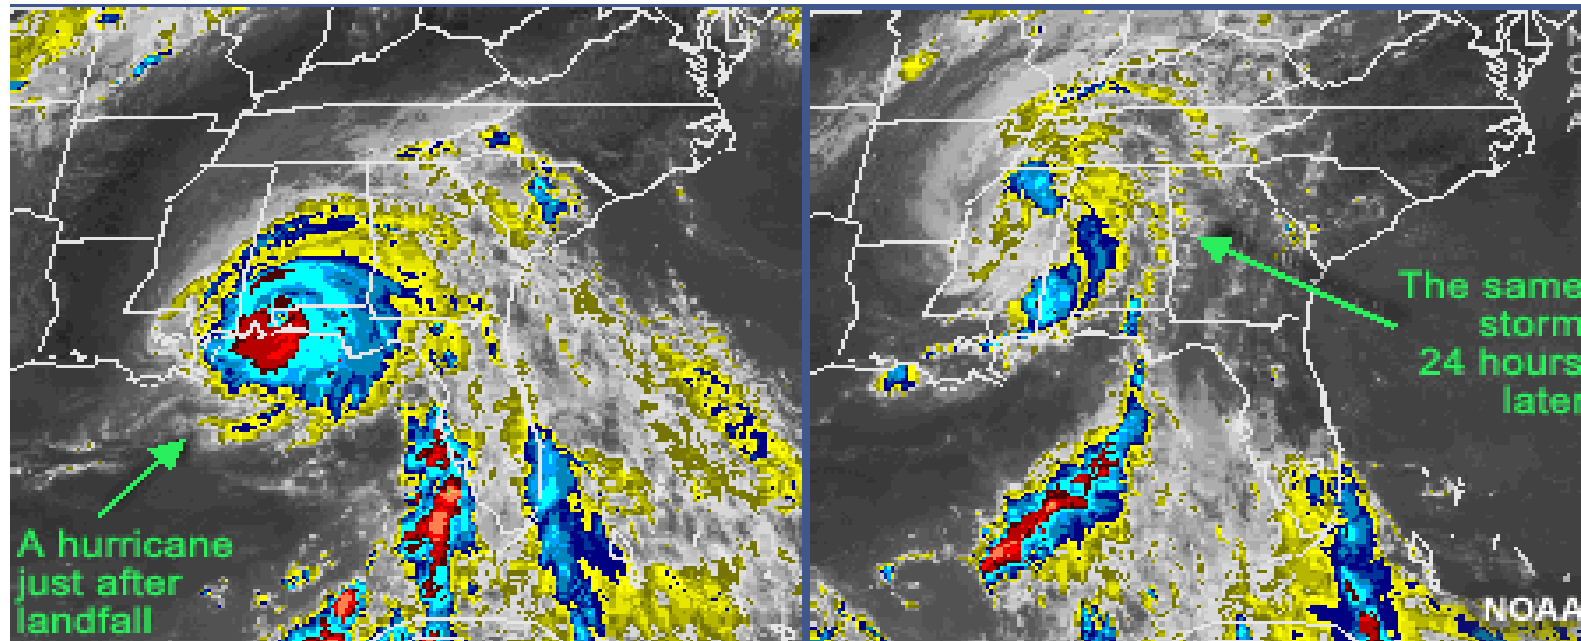 A hurricane
just after
landfall
The same
storm
24 hours
later
NOAA